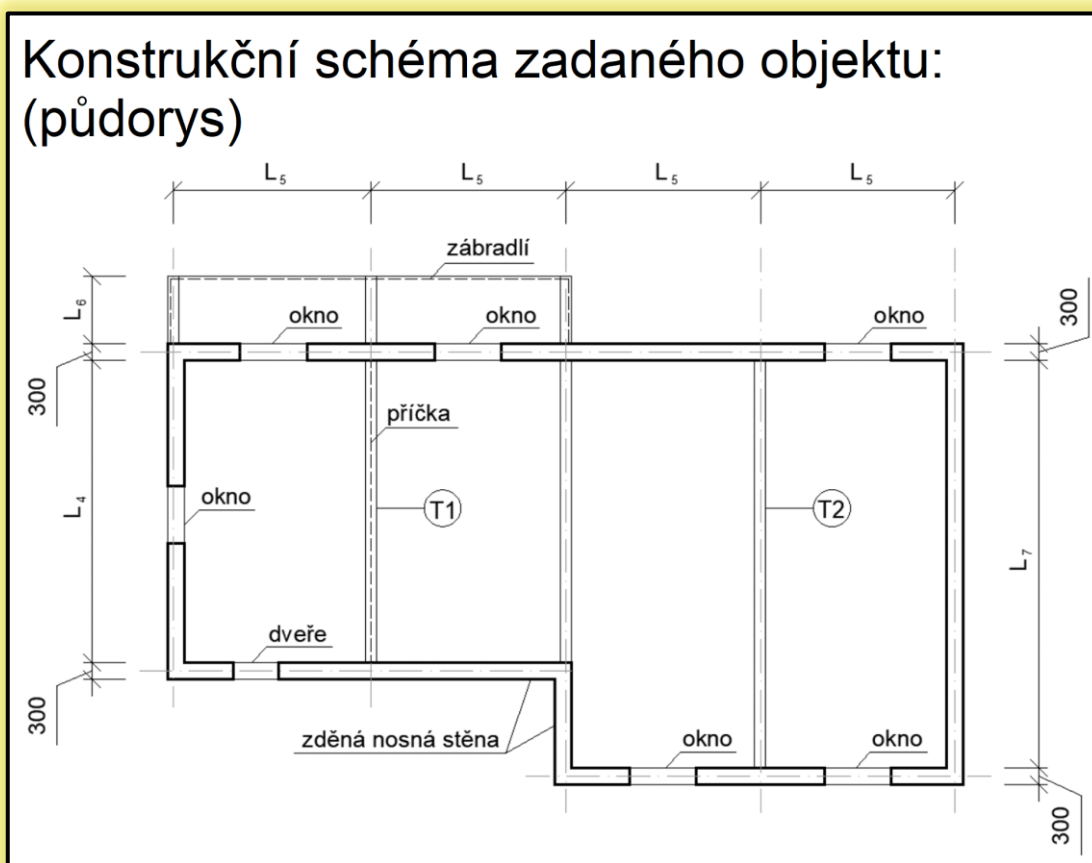 Konstrukční schéma zadaného objektu:
(půdorys)
L5 L5 L5 L5
zábradlí
L6
okno okno okno
300
300
příčka
L4
okno
T1 T2
L7
dveře
300
zděná nosná stěna
okno okno
300